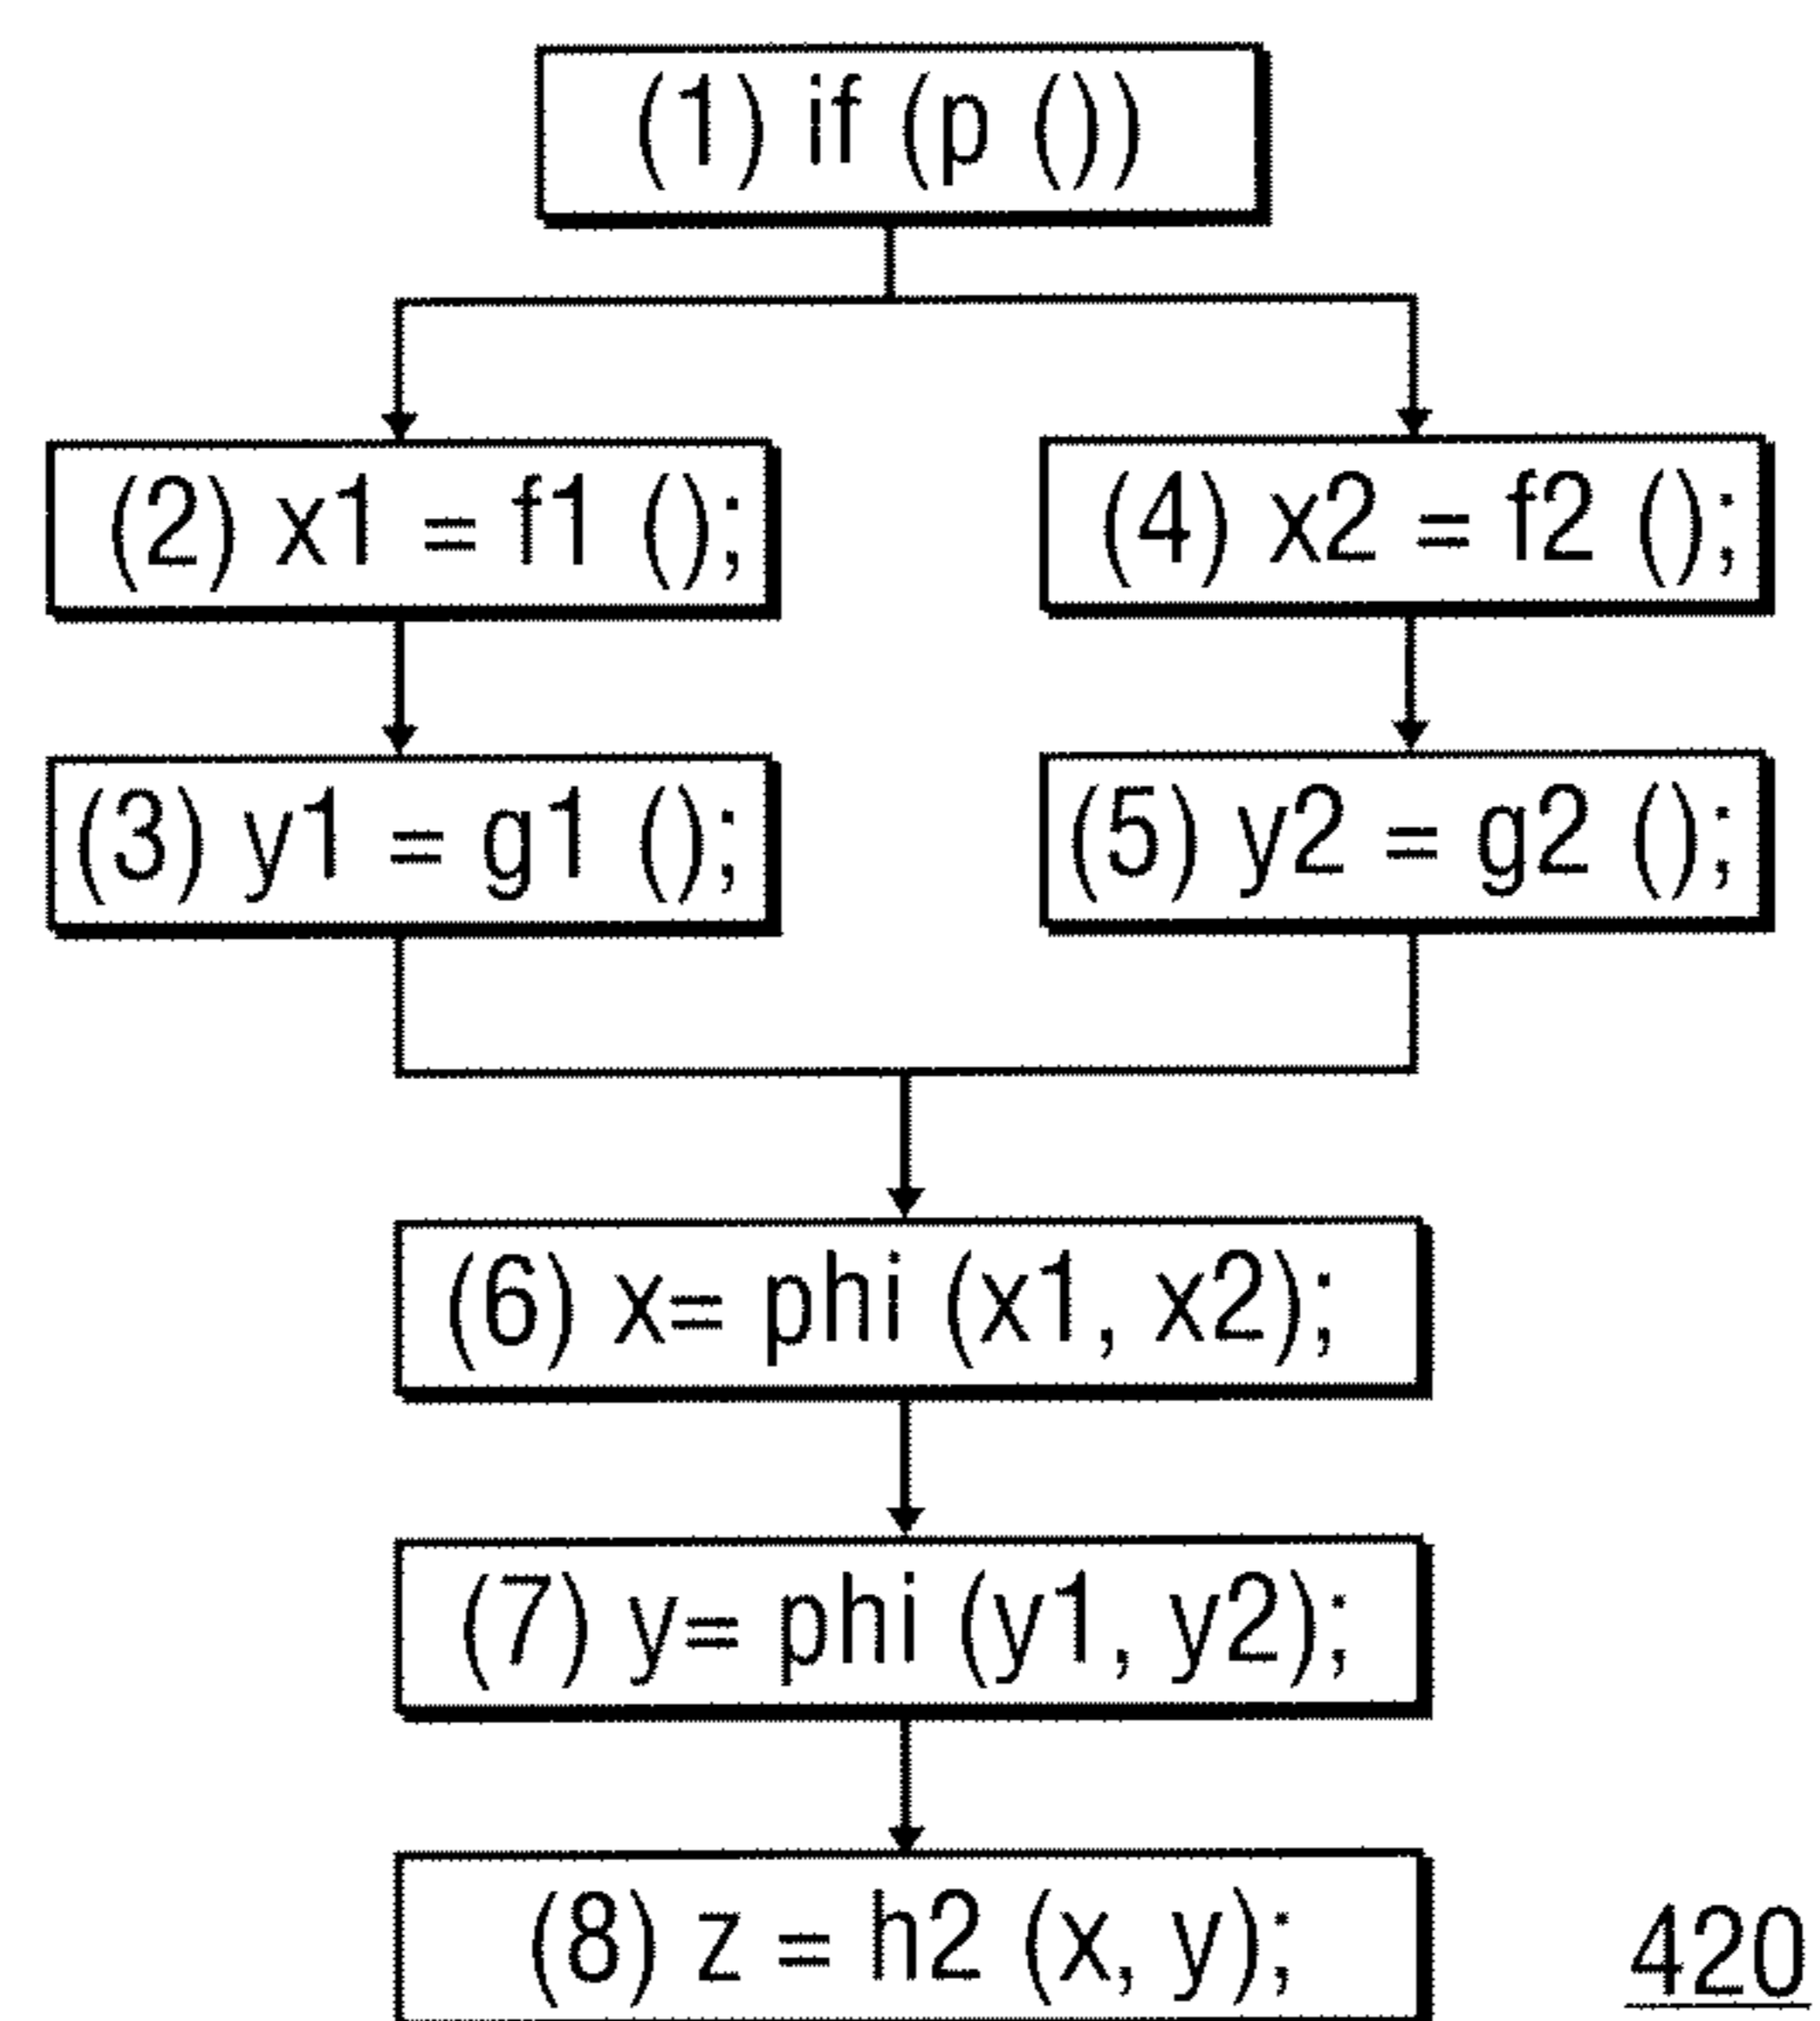 (1) if (p ())
(2) x1 = f1 ();
(4) x2 = f2 ();
(3) y1 = g1 ();
(5) y2 = g2 ();
(6) x= phi (x1, x2);
(7) y= phi (y1, y2);
(8) z = h2 (x, y);
420